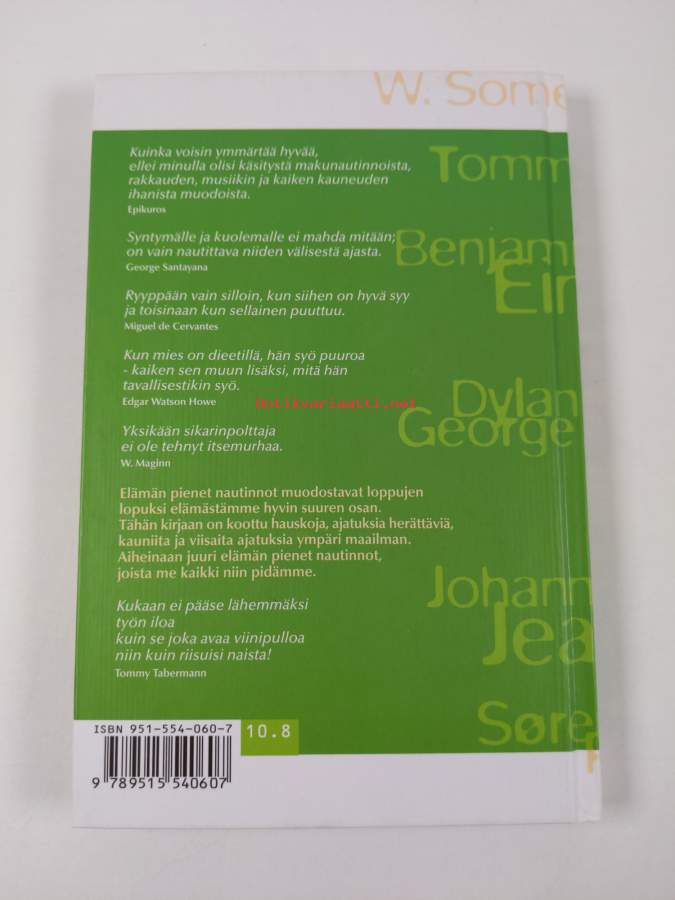 W. Some
Kuinka voisin ymmärtää hyvää,
ellei minulla olisi käsitystä makunautinnoista,
rakkauden, musiikin ja kaiken kauneuden
ihanista muodoista.
Epikuros
Tomm
Syntymälle ja kuolemalle ei mahda mitään;
on vain nautittava niiden välisestä ajasta.
George Santayana
Benjam
Ein
Ryyppään vain silloin, kun siihen on hyvä syy
ja toisinaan kun sellainen puuttuu.
Miguel de Cervantes
Kun mies on dieetillä, hän syö puuroa
- kaiken sen muun lisäksi, mitä hän
tavallisestikin syö.
Edgar Watson Howe
Antikvariaatti.net
Dylan
George
Yksikään sikarinpolttaja
ei ole tehnyt itsemurhaa.
W. Maginn
Elämän pienet nautinnot muodostavat loppujen
lopuksi elämästämme hyvin suuren osan.
Tähän kirjaan on koottu hauskoja, ajatuksia herättäviä,
kauniita ja viisaita ajatuksia ympäri maailman.
Aiheinaan juuri elämän pienet nautinnot,
joista me kaikki niin pidämme.
Johann
Jea
Kukaan ei pääse lähemmäksi
työn iloa
kuin se joka avaa viinipulloa
niin kuin riisuisi naista!
Tommy Tabermann
Søre
ISBN 951-554-060-7
10.8
9 789515 540607